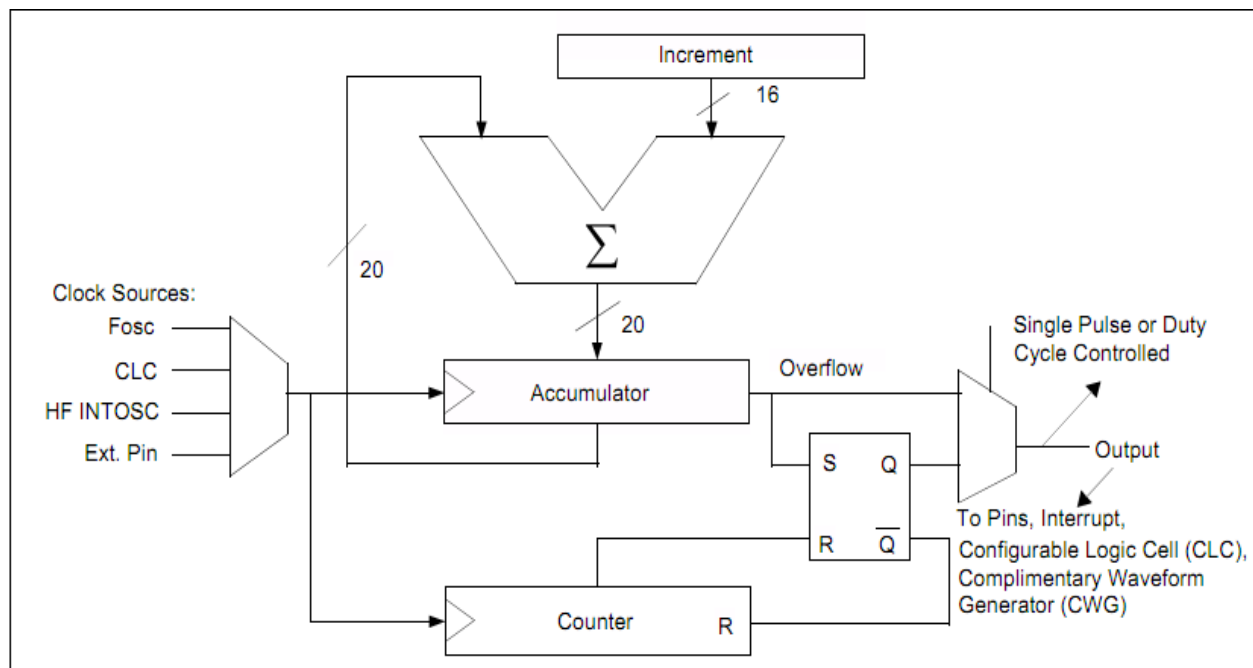 Increment
16
20
Σ
20
Clock Sources:
Fosc
CLC
HF INTOSC
Ext. Pin
Accumulator
Overflow
Single Pulse or Duty
Cycle Controlled
Output
S Q
R Q̅
To Pins, Interrupt,
Configurable Logic Cell (CLC),
Complimentary Waveform
Generator (CWG)
Counter R